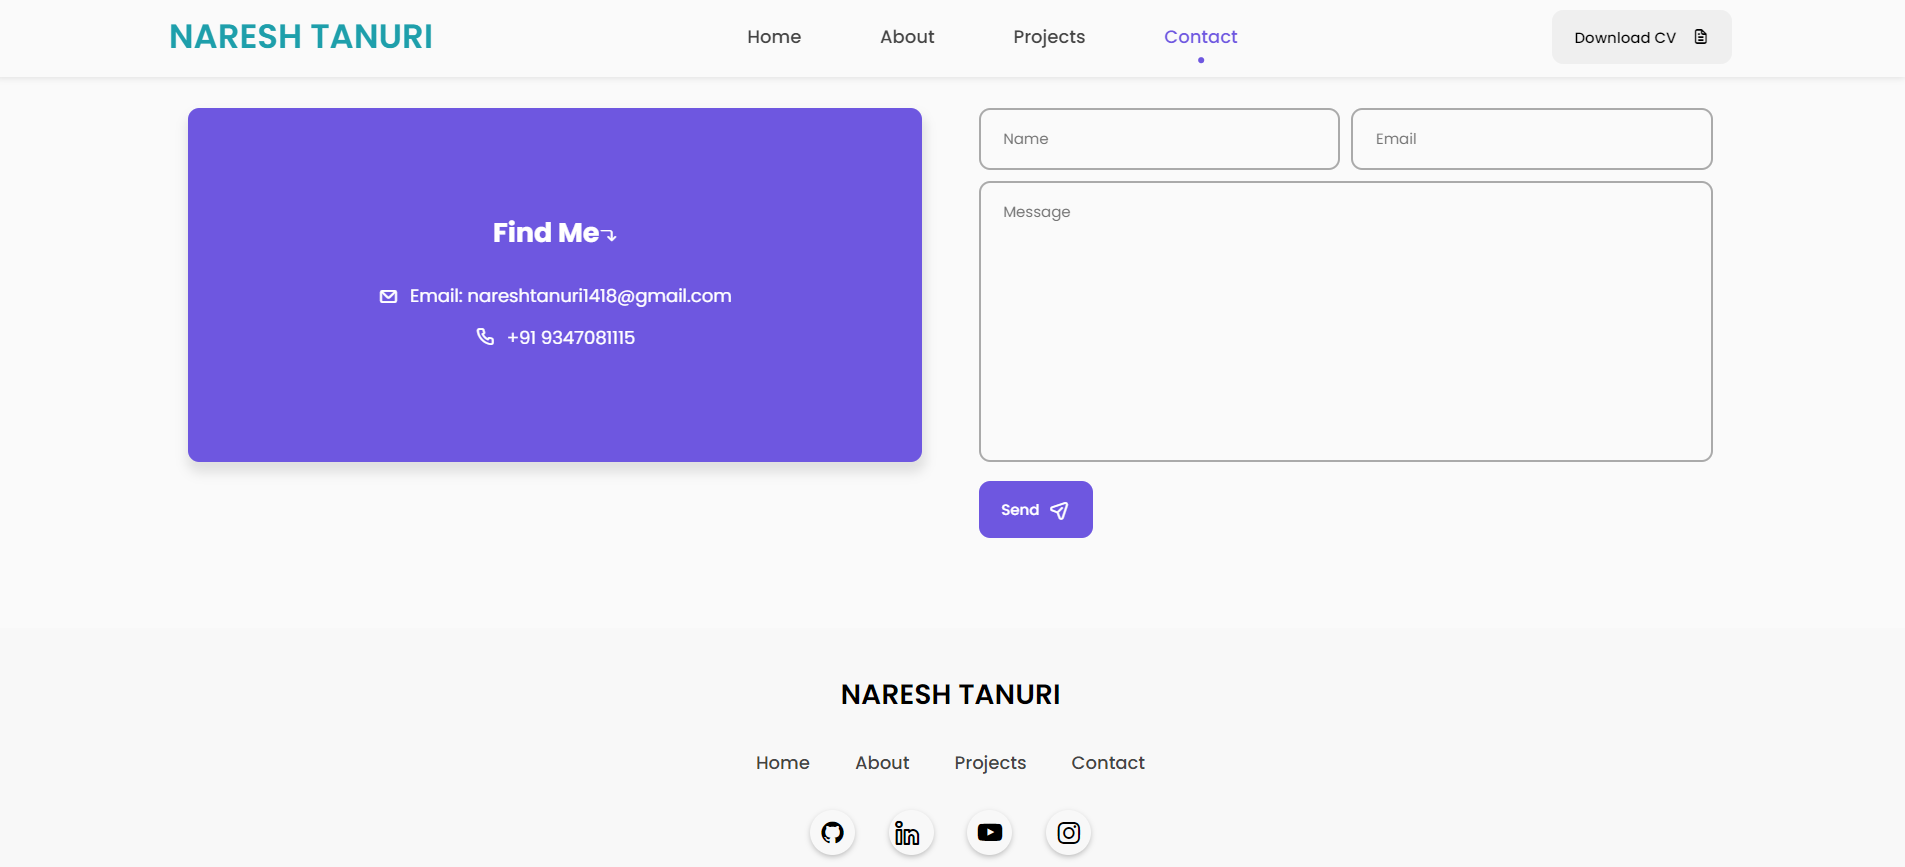 NARESH TANURI
Home About Projects Contact
Download CV
Find Me
Email: nareshtanuri1418@gmail.com
+91 9347081115
Name
Email
Message
Send
NARESH TANURI
Home About Projects Contact